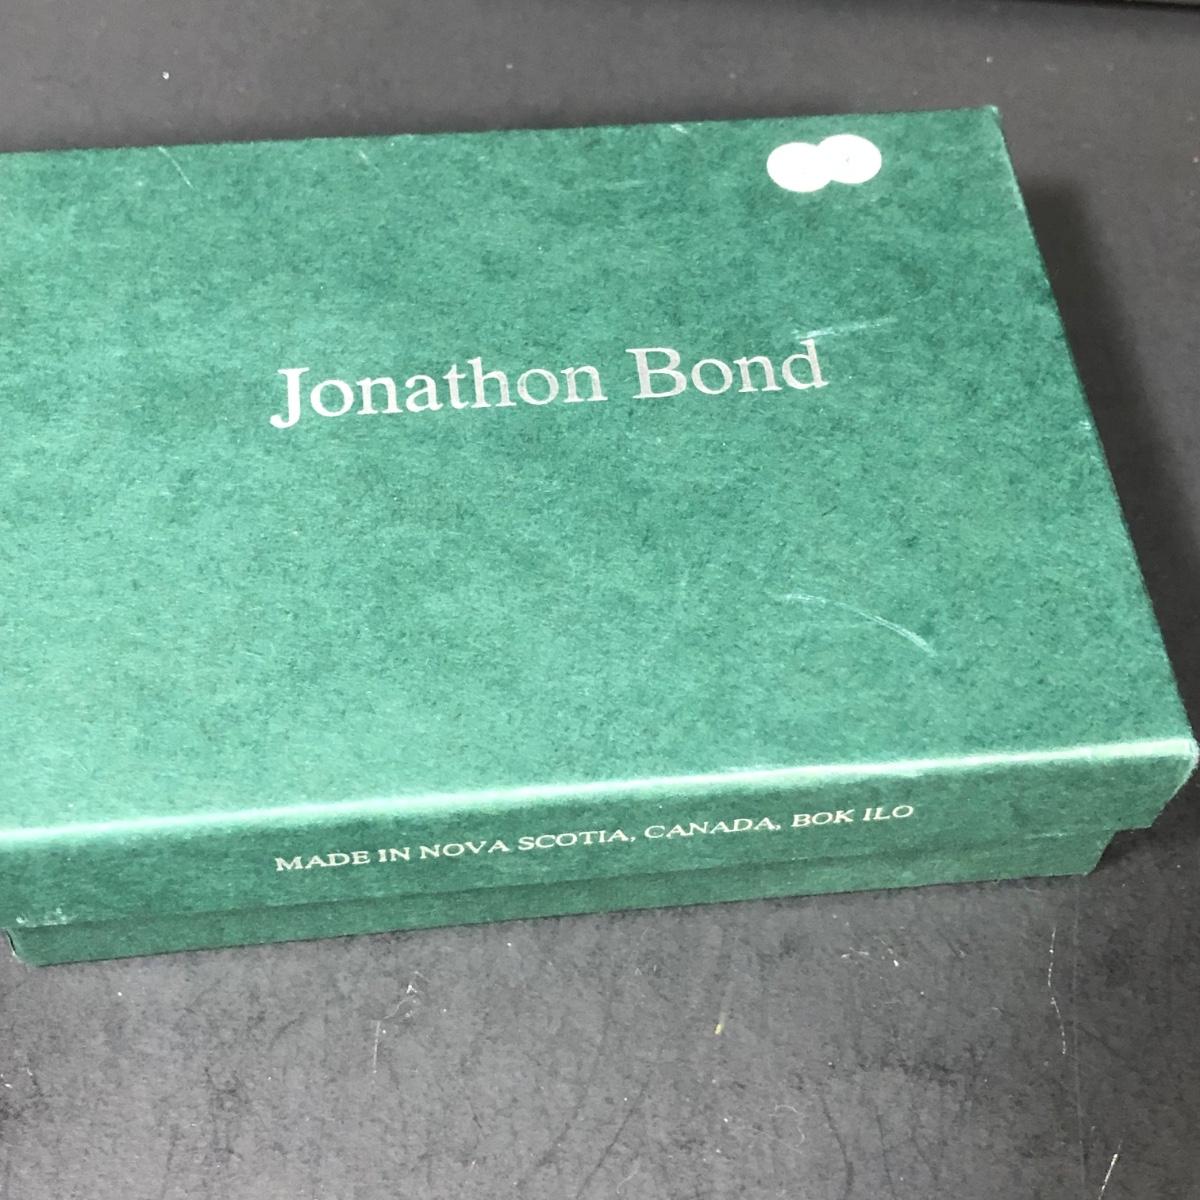 Jonathon Bond
MADE IN NOVA SCOTIA, CANADA, BOK ILO